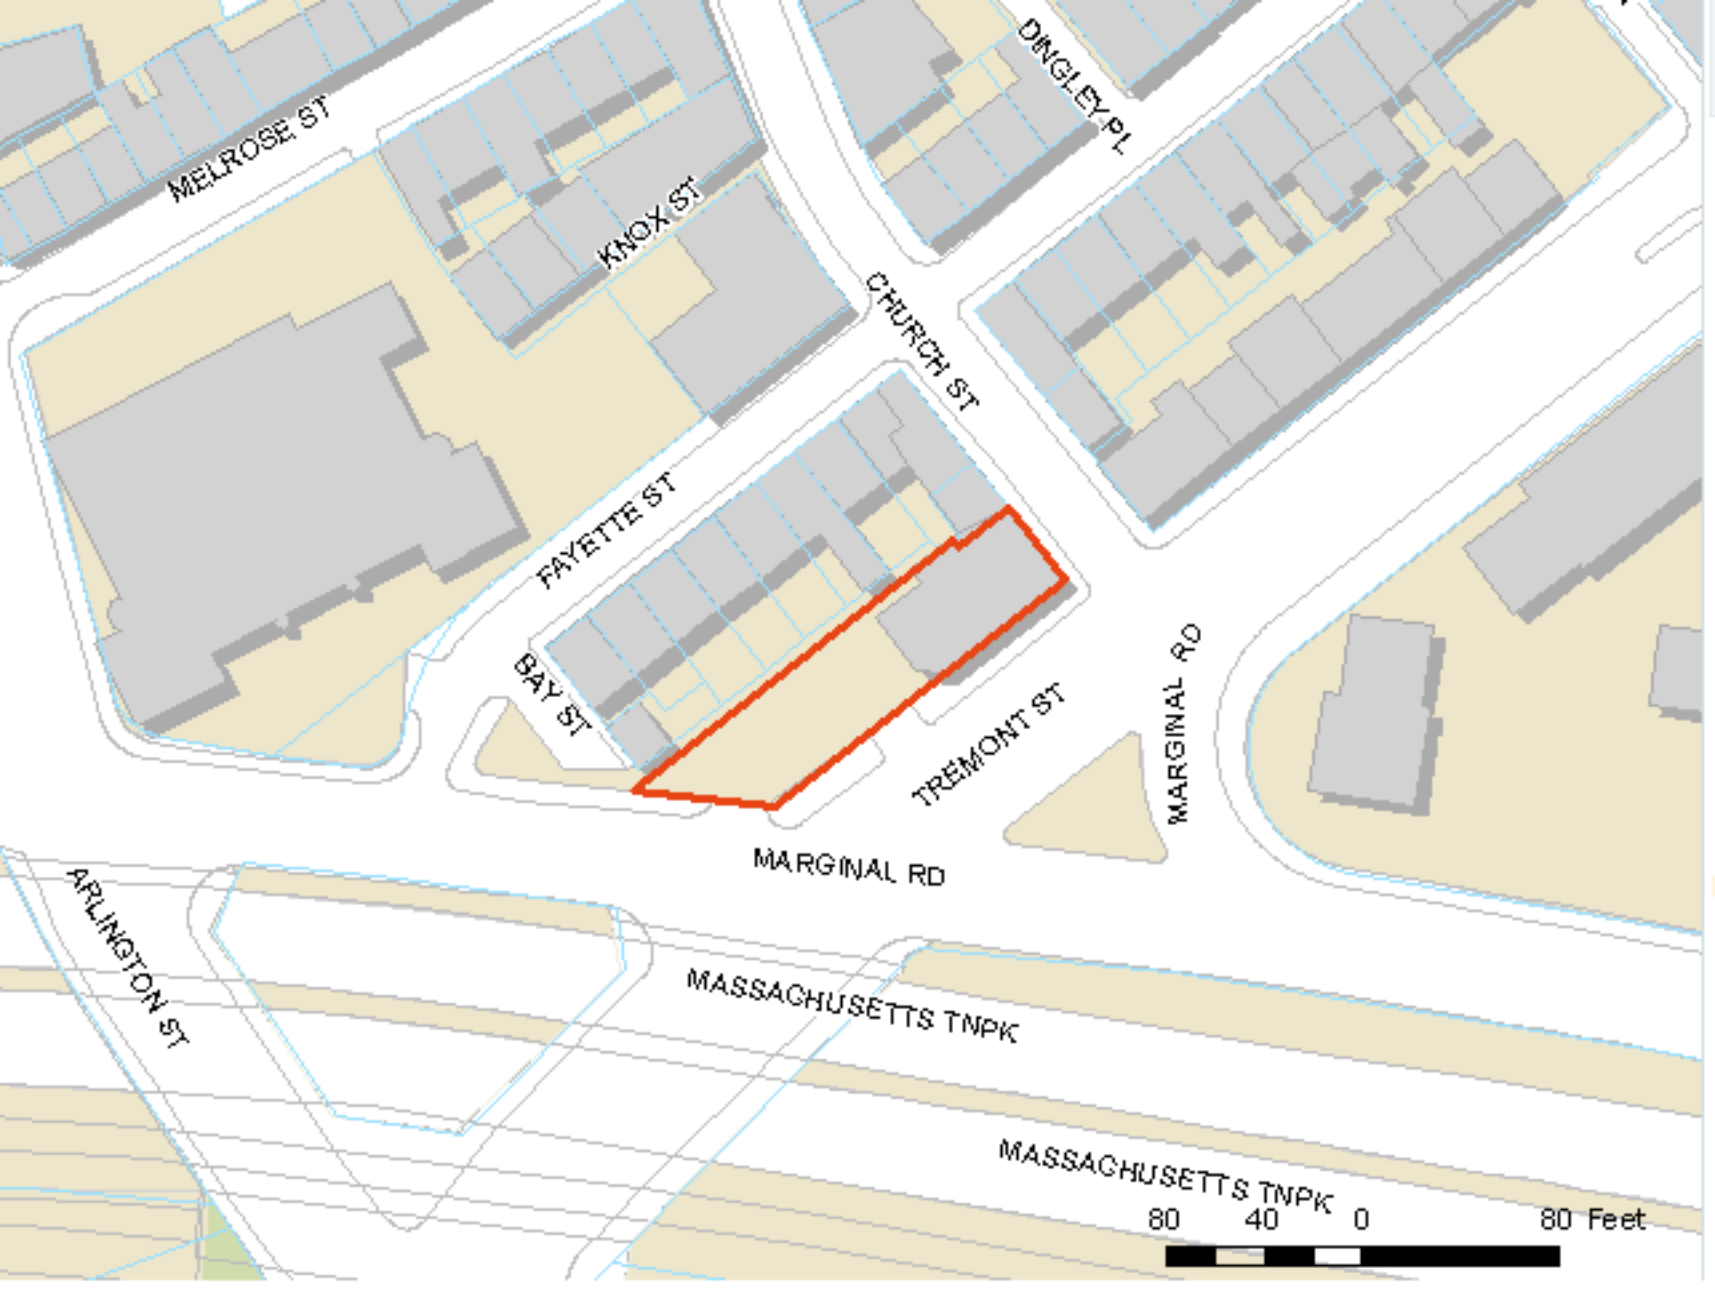 DINGLEY PL
MELROSE ST
KNOX ST
CHURCH ST
FAYETTE ST
BAY ST
TREMONT ST
MARGINAL RD
MARGINAL RD
ARLINGTON ST
MASSACHUSETTS TNPK
MASSACHUSETTS TNPK
80 40 0 80 Feet